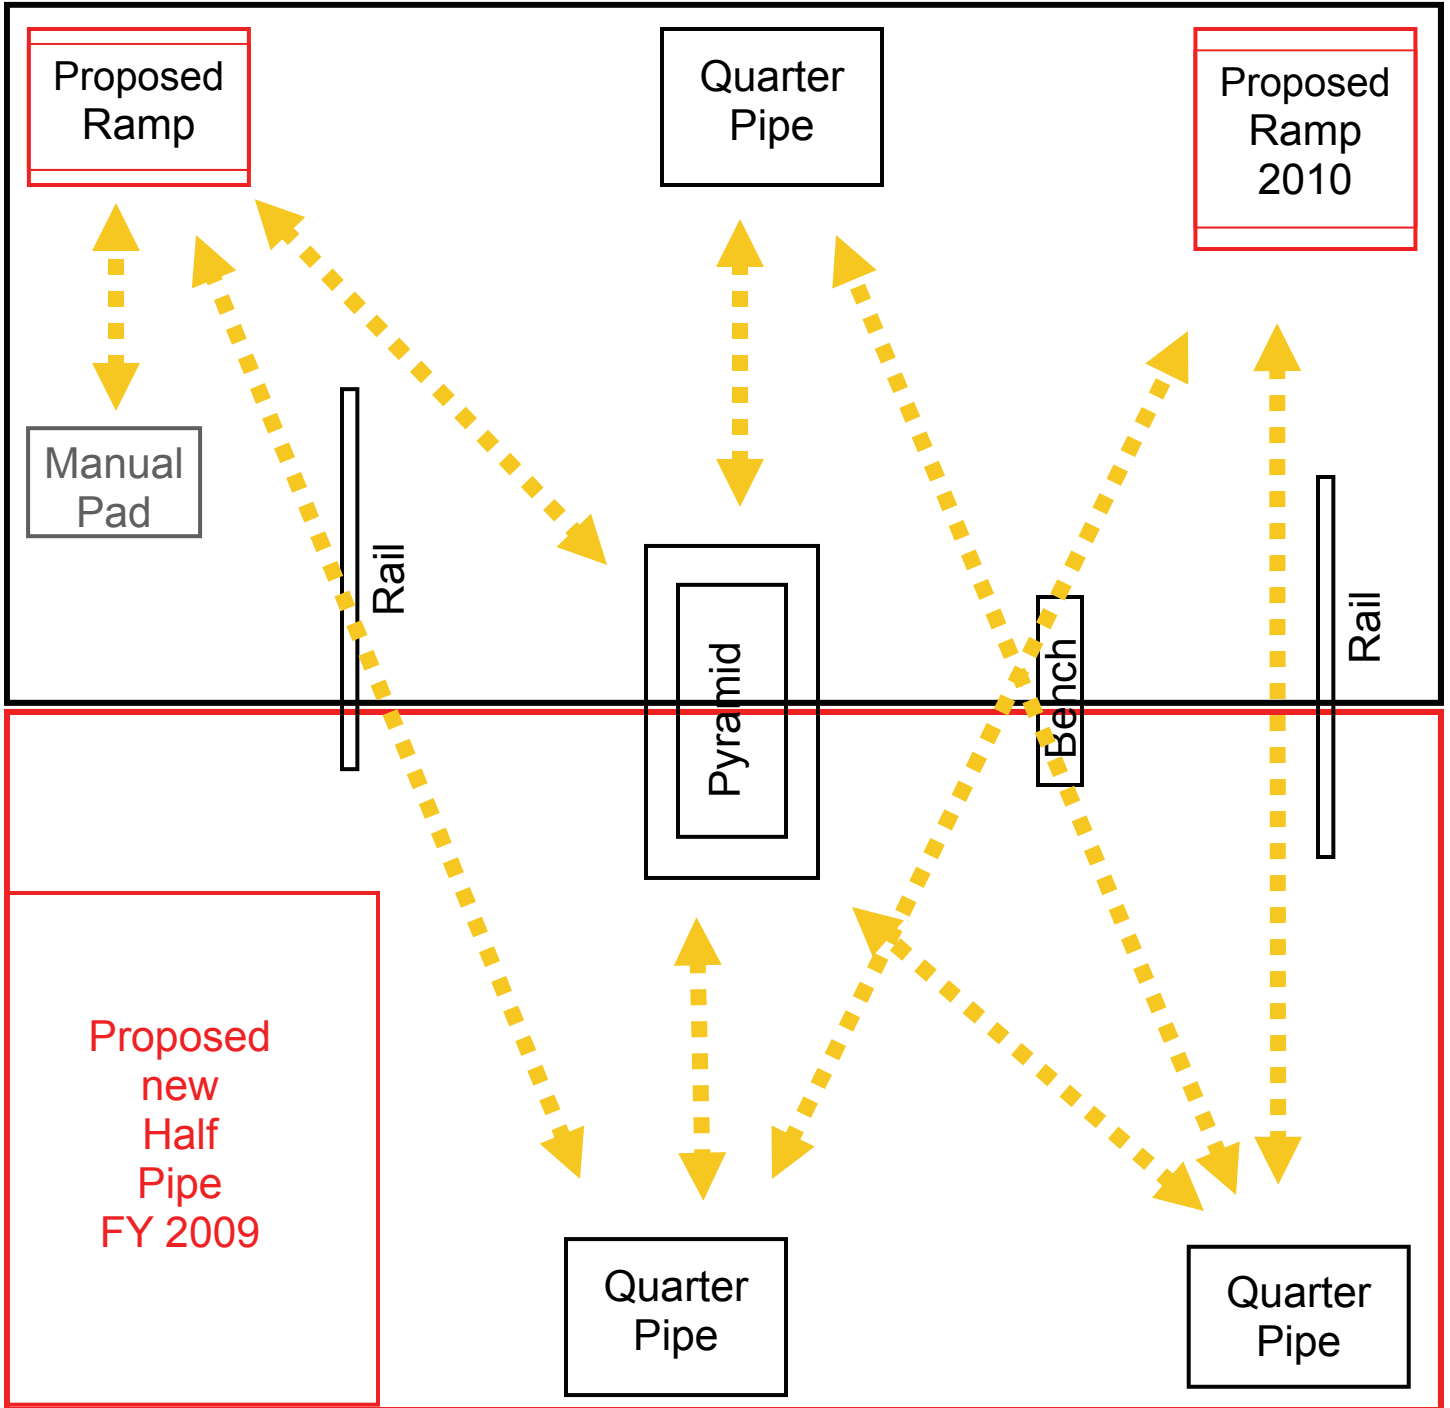 Proposed
Ramp
Quarter
Pipe
Proposed
Ramp
2010
Manual
Pad
Rail
Pyramid
Bench
Rail
Proposed
new
Half
Pipe
FY 2009
Quarter
Pipe
Quarter
Pipe